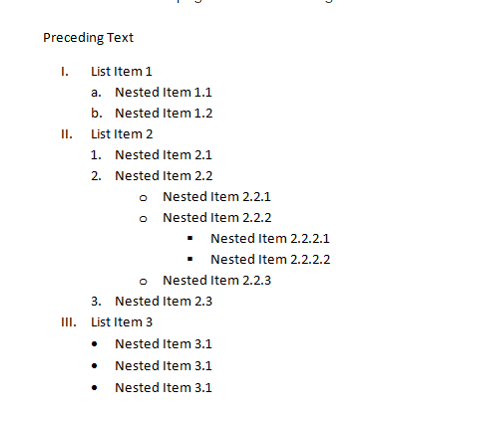 Preceding Text
I. List Item 1
a. Nested Item 1.1
b. Nested Item 1.2
II. List Item 2
1. Nested Item 2.1
2. Nested Item 2.2
o Nested Item 2.2.1
o Nested Item 2.2.2
▪ Nested Item 2.2.2.1
▪ Nested Item 2.2.2.2
o Nested Item 2.2.3
3. Nested Item 2.3
III. List Item 3
• Nested Item 3.1
• Nested Item 3.1
• Nested Item 3.1